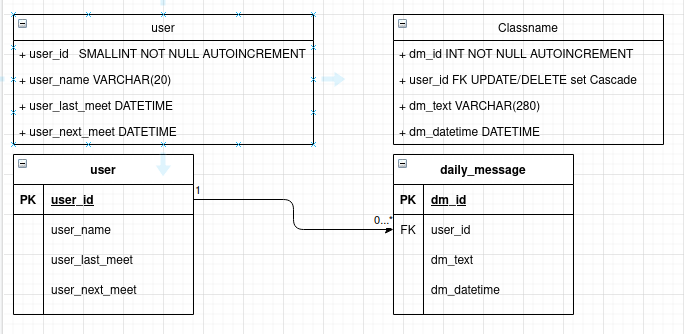 user
+ user_id   SMALLINT NOT NULL AUTOINCREMENT
+ user_name VARCHAR(20)
+ user_last_meet DATETIME
+ user_next_meet DATETIME
Classname
+ dm_id INT NOT NULL AUTOINCREMENT
+ user_id FK UPDATE/DELETE set Cascade
+ dm_text VARCHAR(280)
+ dm_datetime DATETIME
user
PK user_id
user_name
user_last_meet
user_next_meet
1
0...*
daily_message
PK dm_id
FK user_id
dm_text
dm_datetime